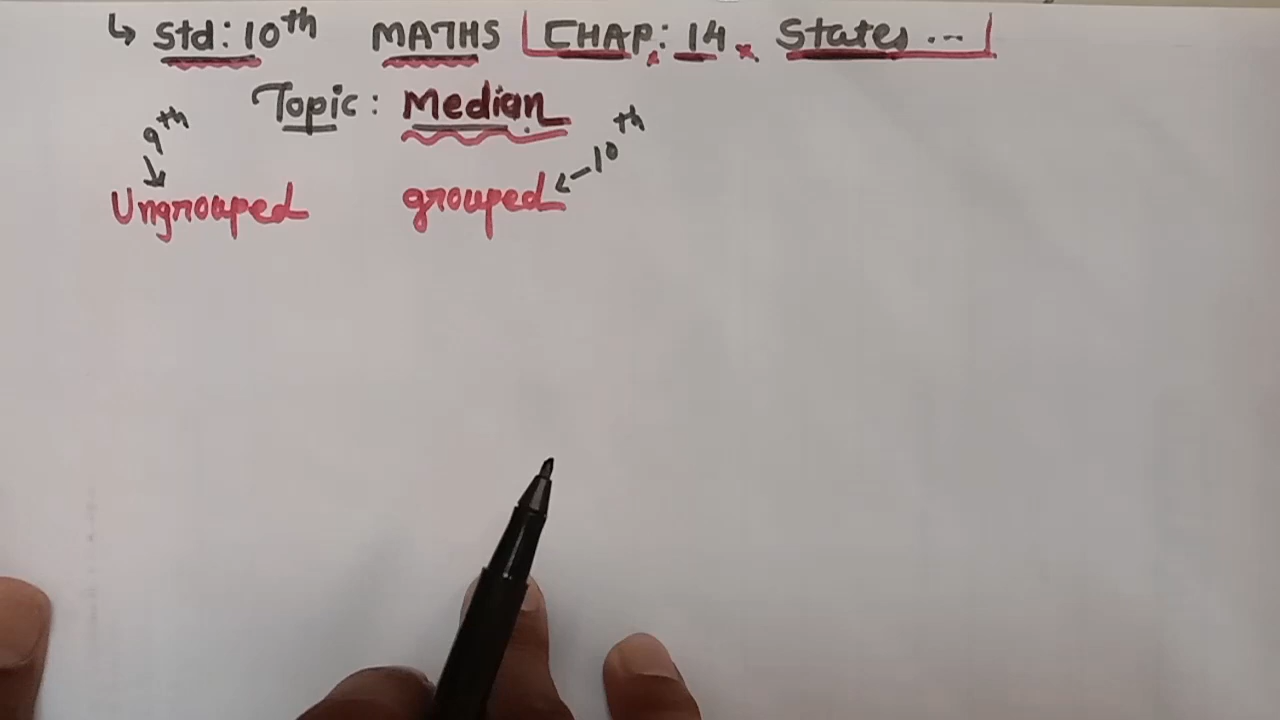 ↳ Std: 10th MATHS CHAP: 14 States ...
Topic: Median
9th 10th
Ungrouped grouped